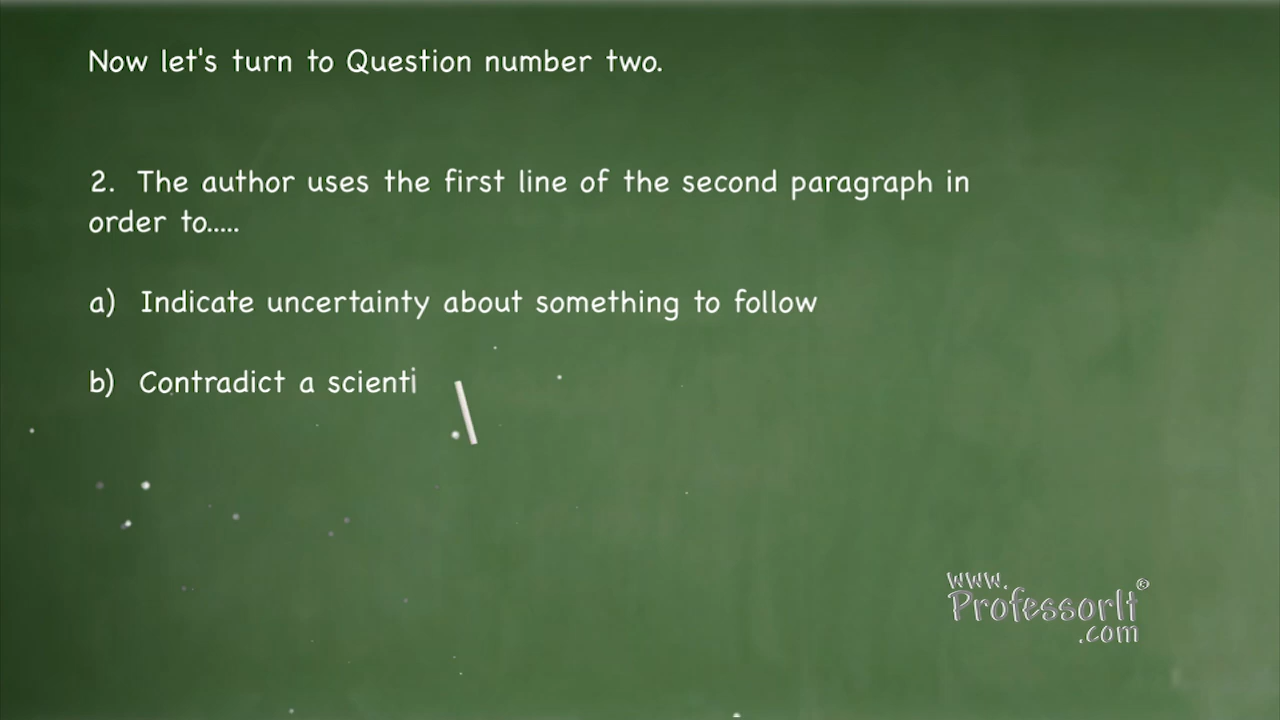 Now let's turn to Question number two.
2. The author uses the first line of the second paragraph in
order to.....
a) Indicate uncertainty about something to follow
b) Contradict a scienti
www.
ProfessorIt©
.com